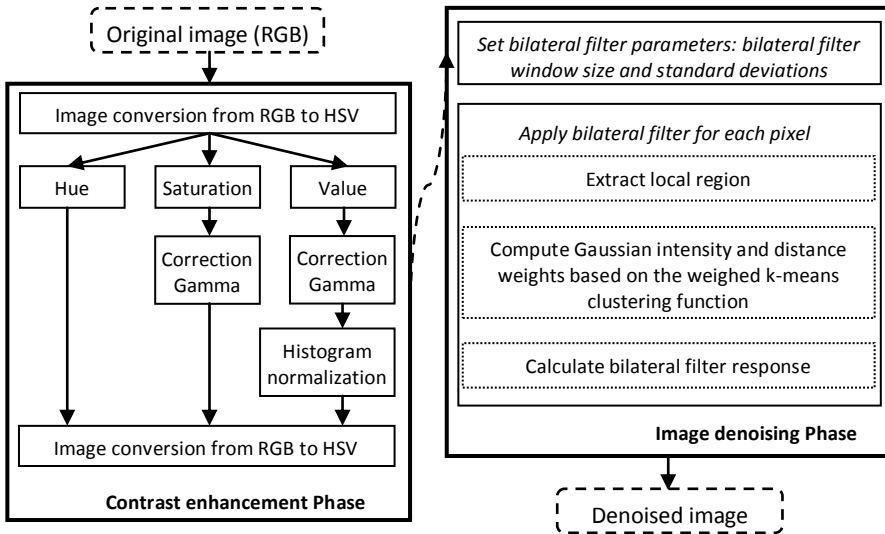 Original image (RGB)
Image conversion from RGB to HSV
Hue
Saturation
Value
Correction
Gamma
Correction
Gamma
Histogram
normalization
Image conversion from RGB to HSV
Contrast enhancement Phase
Set bilateral filter parameters: bilateral filter
window size and standard deviations
Apply bilateral filter for each pixel
Extract local region
Compute Gaussian intensity and distance
weights based on the weighed k-means
clustering function
Calculate bilateral filter response
Image denoising Phase
Denoised image